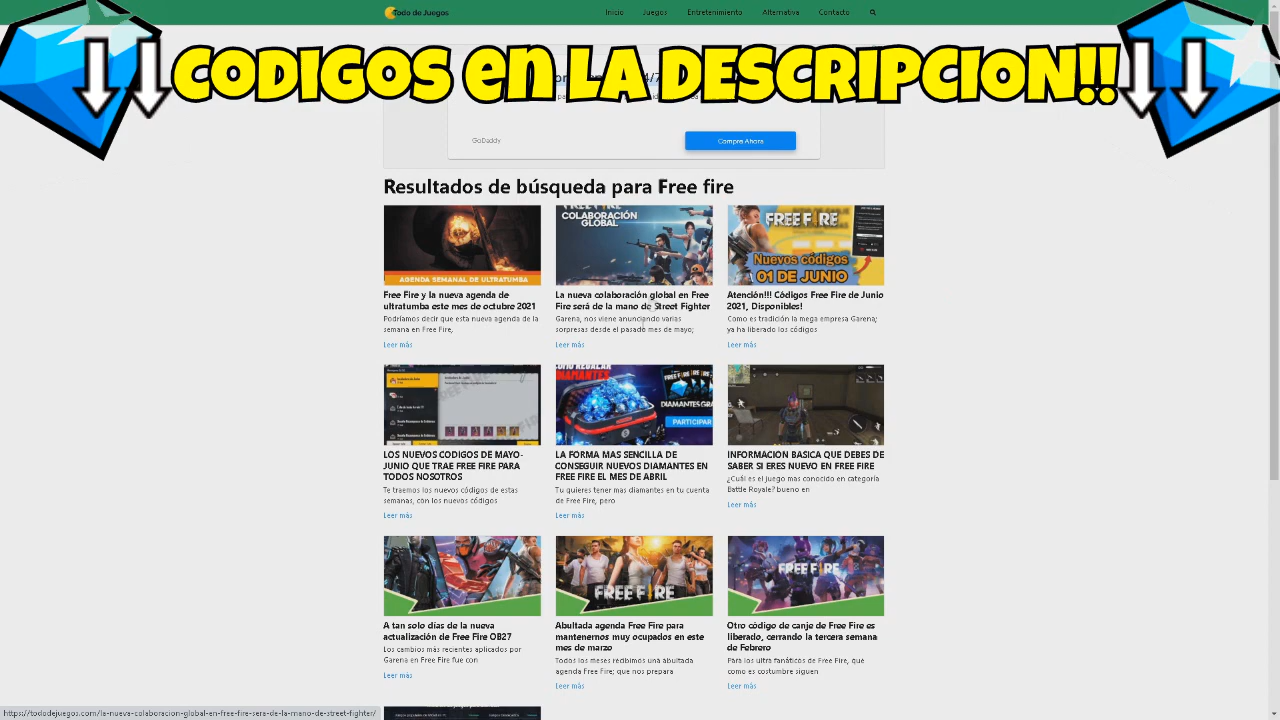 Todo de Juegos
Inicio Juegos Entretenimiento Alternativa Contacto
CODIGOS en LA DESCRIPCION!!
GoDaddy
Compre Ahora
Resultados de búsqueda para Free fire
AGENDA SEMANAL DE ULTRATUMBA
COLABORACIÓN
GLOBAL
FREE FIRE
Nuevos códigos
01 DE JUNIO
Free Fire y la nueva agenda de
ultratumba este mes de octubre 2021
Podríamos decir que esta nueva agenda de la
semana en Free Fire,
Leer más
La nueva colaboración global en Free
Fire será de la mano de Street Fighter
Garena, nos viene anunciando varias
sorpresas desde el pasado mes de mayo;
Leer más
Atención!!! Códigos Free Fire de Junio
2021, Disponibles!
Como es tradición la mega empresa Garena;
ya ha liberado los códigos
Leer más
DIAMANTES
PARTICIPAR
LOS NUEVOS CODIGOS DE MAYO-
JUNIO QUE TRAE FREE FIRE PARA
TODOS NOSOTROS
Te traemos los nuevos códigos de estas
semanas, con los nuevos códigos
Leer más
LA FORMA MAS SENCILLA DE
CONSEGUIR NUEVOS DIAMANTES EN
FREE FIRE EL MES DE ABRIL
Tu quieres tener mas diamantes en tu cuenta
de Free Fire, pero
Leer más
INFORMACION BASICA QUE DEBES DE
SABER SI ERES NUEVO EN FREE FIRE
¿Cuál es el juego mas conocido en categoría
Battle Royale? bueno en
Leer más
FREE FIRE
FREE FIRE
A tan solo días de la nueva
actualización de Free Fire OB27
Los cambios más recientes aplicados por
Garena en Free Fire fue con
Leer más
Abultada agenda Free Fire para
mantenernos muy ocupados en este
mes de marzo
Todos los meses recibimos una abultada
agenda Free Fire; que nos prepara
Leer más
Otro código de canje de Free Fire es
liberado, cerrando la tercera semana
de Febrero
Para los ultra fanáticos de Free Fire, que
como es costumbre siguen
Leer más
https://tododejuegos.com/la-nueva-colaboracion-global-en-free-fire-sera-de-la-mano-de-street-fighter/